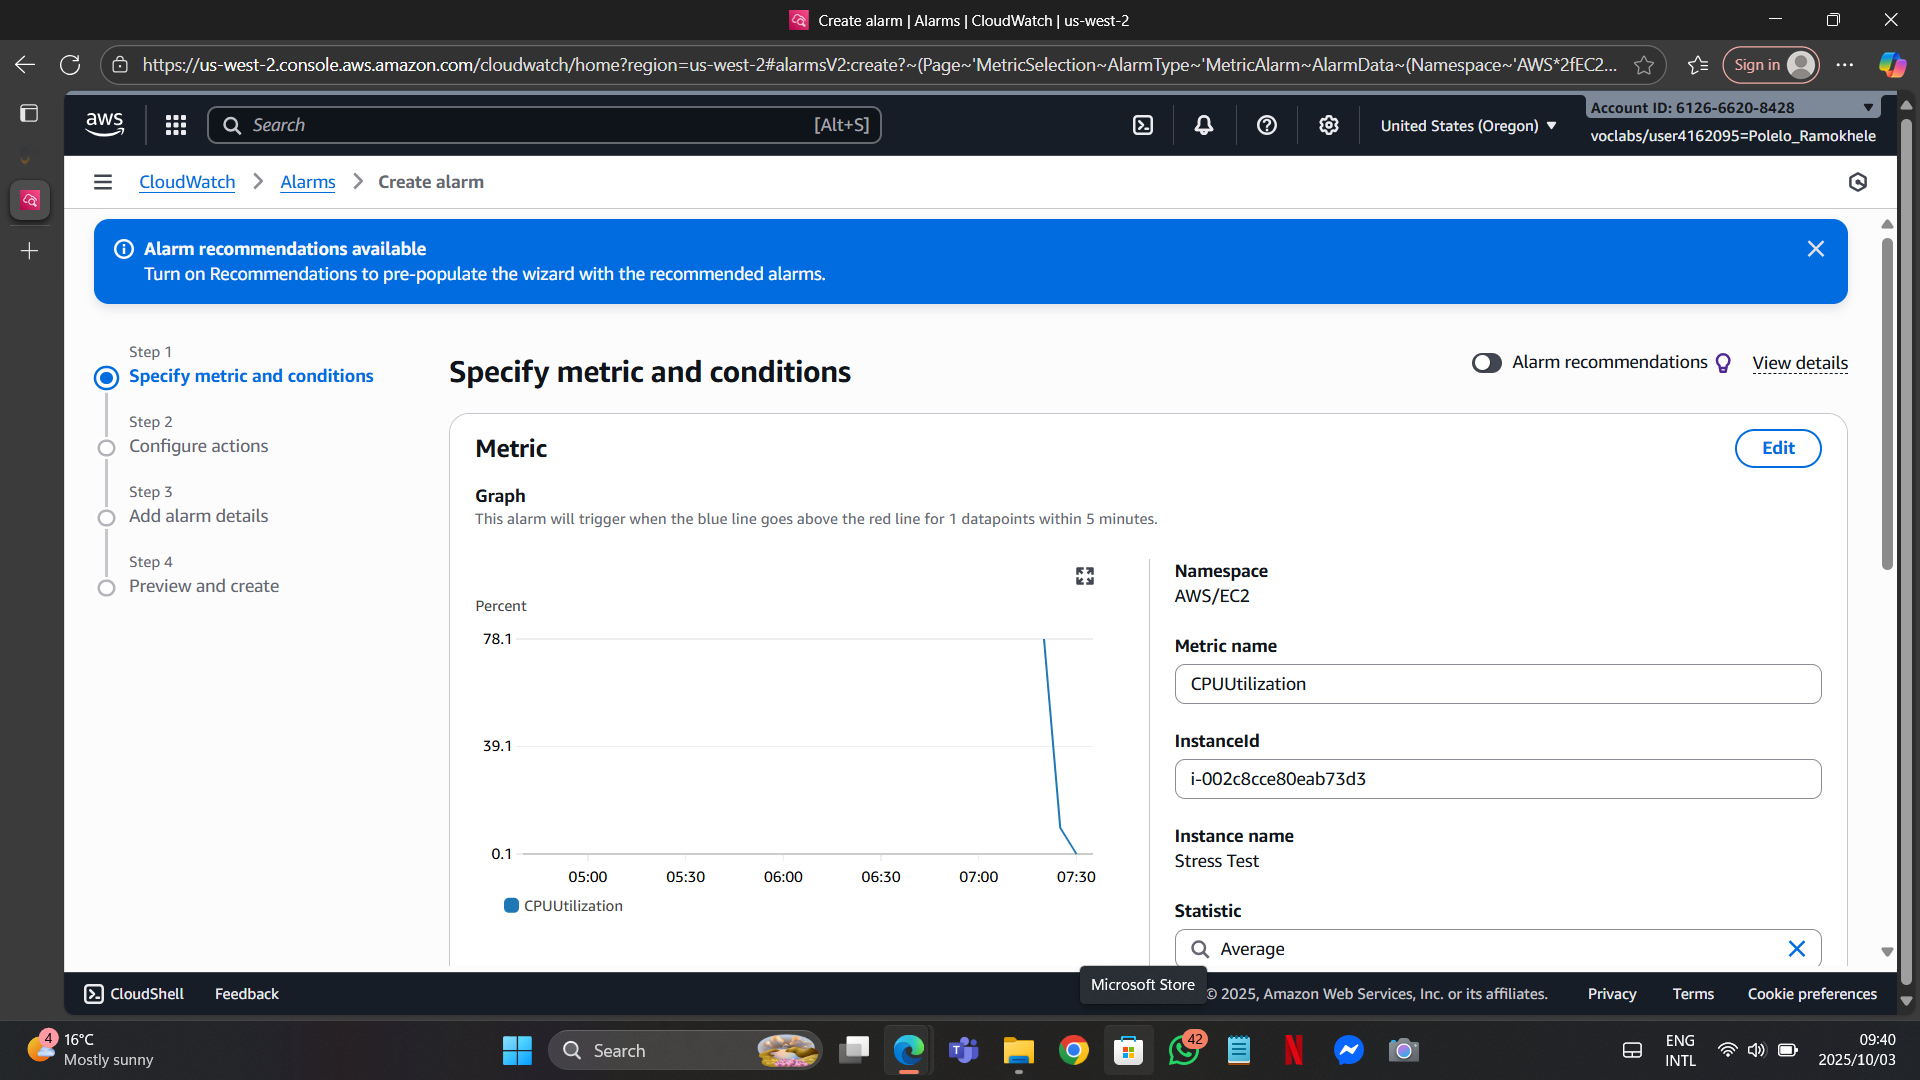 Create alarm | Alarms | CloudWatch | us-west-2
https://us-west-2.console.aws.amazon.com/cloudwatch/home?region=us-west-2#alarmsV2:create?~(Page~'MetricSelection~AlarmType~'MetricAlarm~AlarmData~(Namespace~'AWS*2fEC2...
Sign in
aws
Search [Alt+S]
United States (Oregon)
Account ID: 6126-6620-8428
voclabs/user4162095=Polelo_Ramokhele
CloudWatch > Alarms > Create alarm
Alarm recommendations available
Turn on Recommendations to pre-populate the wizard with the recommended alarms.
Step 1
Specify metric and conditions
Step 2
Configure actions
Step 3
Add alarm details
Step 4
Preview and create
Specify metric and conditions
Alarm recommendations
View details
Metric
Edit
Graph
This alarm will trigger when the blue line goes above the red line for 1 datapoints within 5 minutes.
Percent
78.1
39.1
0.1
05:00 05:30 06:00 06:30 07:00 07:30
CPUUtilization
Namespace
AWS/EC2
Metric name
CPUUtilization
InstanceId
i-002c8cce80eab73d3
Instance name
Stress Test
Statistic
Average
Microsoft Store
CloudShell
Feedback
© 2025, Amazon Web Services, Inc. or its affiliates.
Privacy
Terms
Cookie preferences
4
16°C
Mostly sunny
Search
42
ENG
INTL
09:40
2025/10/03